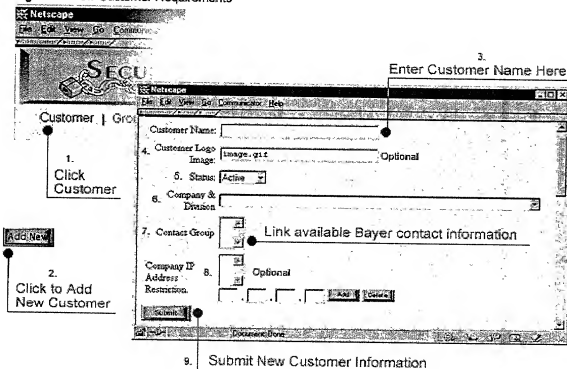 Customer Requirements
Netscape
File Edit View Go
SECU
Customer | Gro
1.
Click
Customer
Add New
2.
Click to Add
New Customer
3.
Enter Customer Name Here
Netscape
File Edit View Go Communicator Help
Customer Name:
4. Customer Logo
Image: image.gif Optional
5. Status: Active
6. Company &
Division
7. Contact Group Link available Bayer contact information
Company IP
Address 8. Optional
Restriction.
Add Delete
Submit
Document: Done
9. Submit New Customer Information